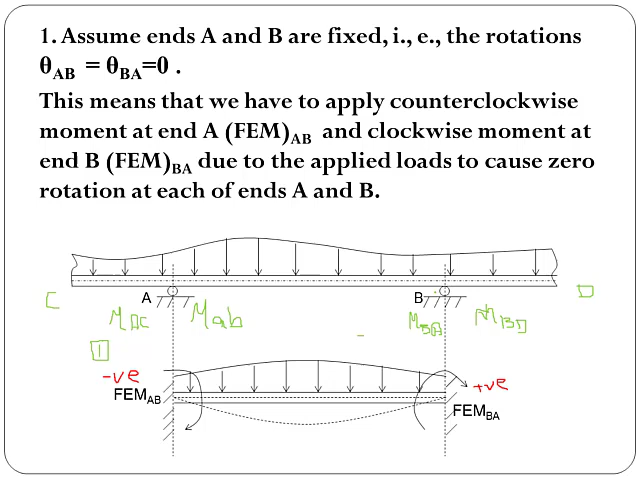 1. Assume ends A and B are fixed, i., e., the rotations
θAB = θBA=0 .
This means that we have to apply counterclockwise
moment at end A (FEM)AB and clockwise moment at
end B (FEM)BA due to the applied loads to cause zero
rotation at each of ends A and B.
C A B D
Mab MBD
1
-ve +ve
FEMAB FEMBA